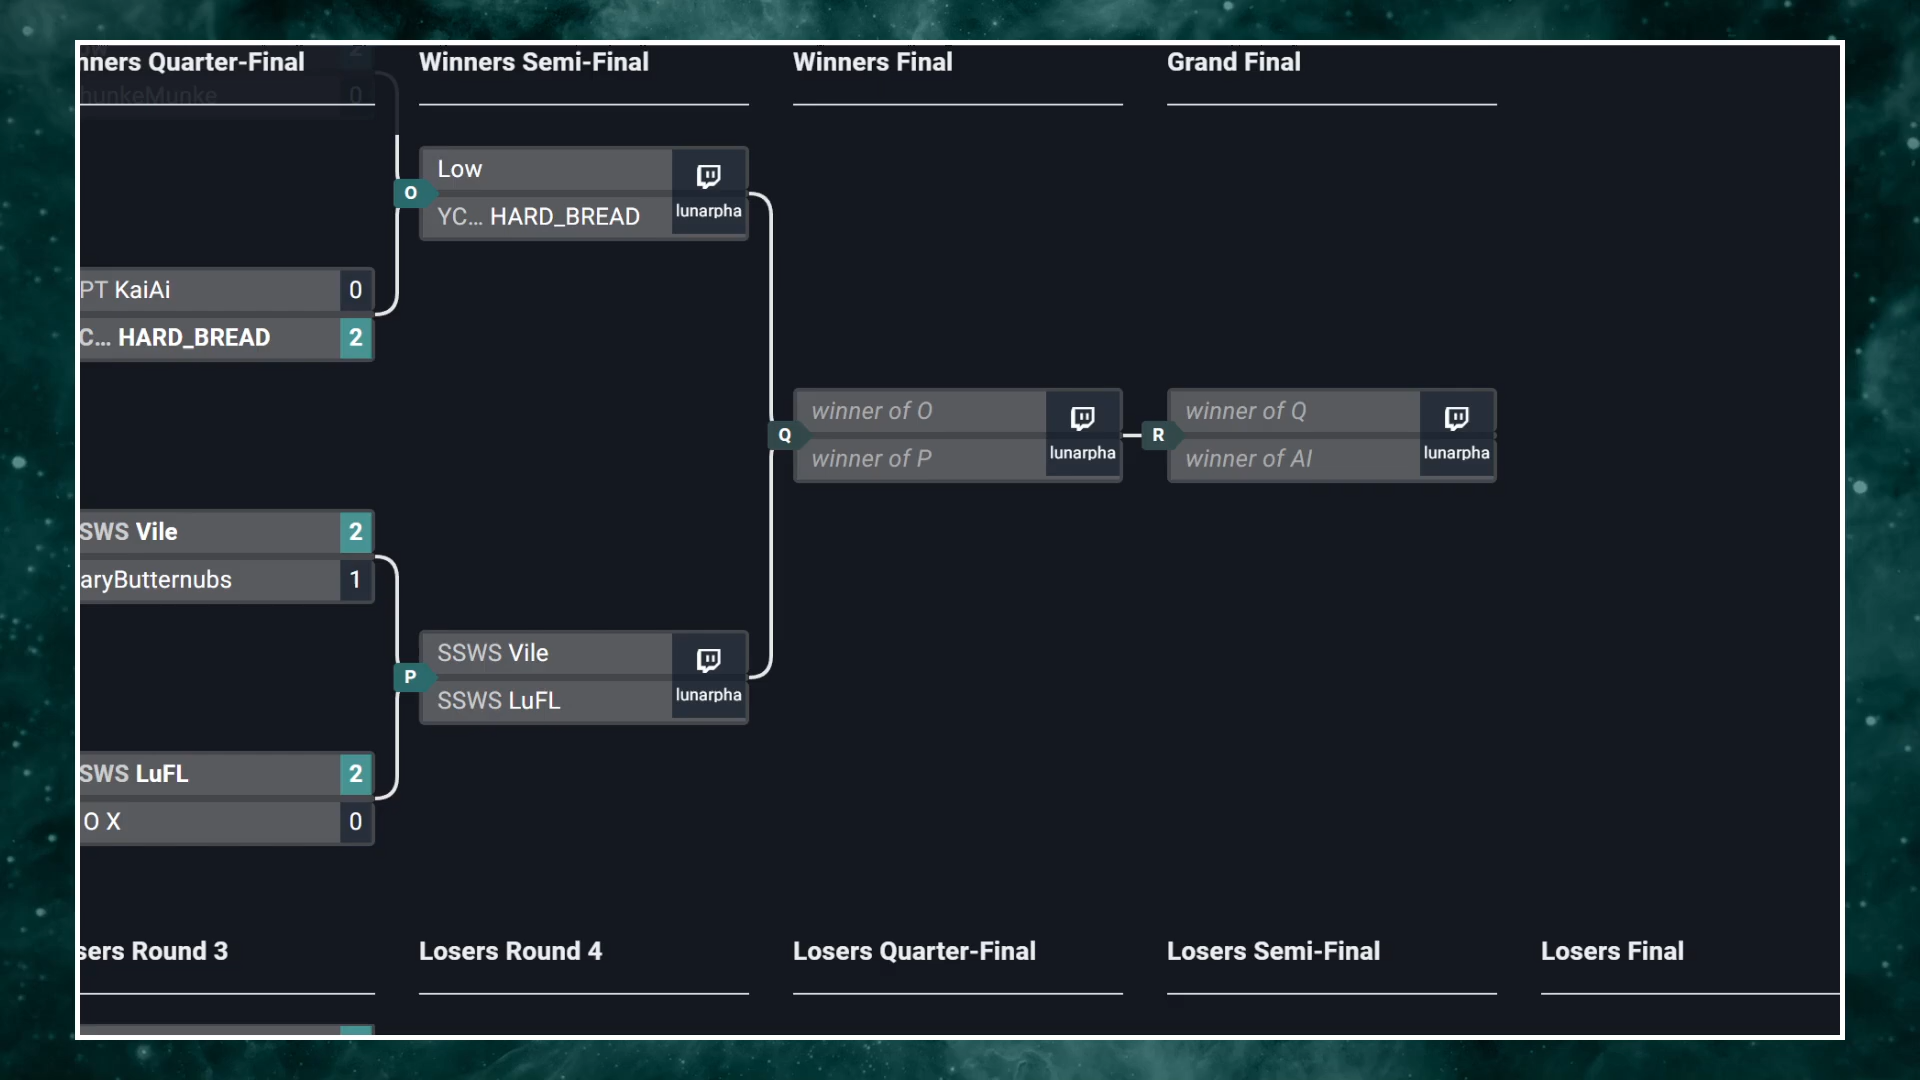 nners Quarter-Final
Winners Semi-Final
Winners Final
Grand Final
hunkeMunke 0
O
Low
YC... HARD_BREAD
lunarpha
PT KaiAi 0
C... HARD_BREAD 2
Q
winner of O
winner of P
lunarpha
R
winner of Q
winner of AI
lunarpha
SWS Vile 2
aryButternubs 1
P
SSWS Vile
SSWS LuFL
lunarpha
SWS LuFL 2
O X 0
sers Round 3
Losers Round 4
Losers Quarter-Final
Losers Semi-Final
Losers Final